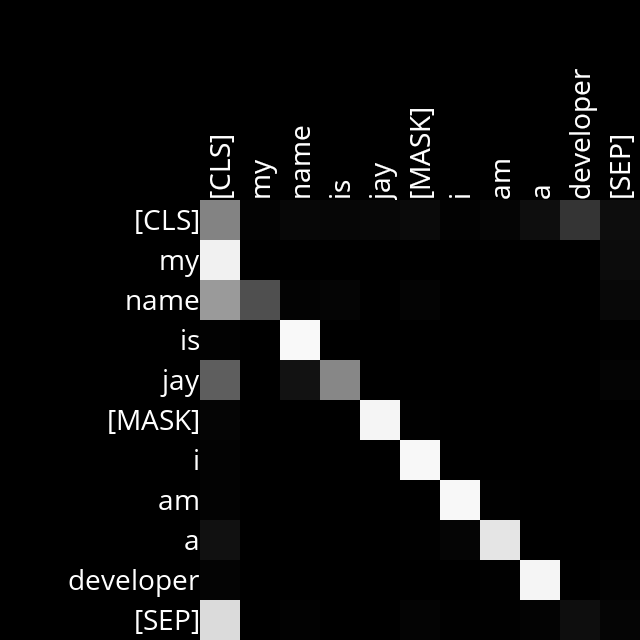 [CLS] my name is jay [MASK] i am a developer [SEP]
[CLS]
my
name
is
jay
[MASK]
i
am
a
developer
[SEP]